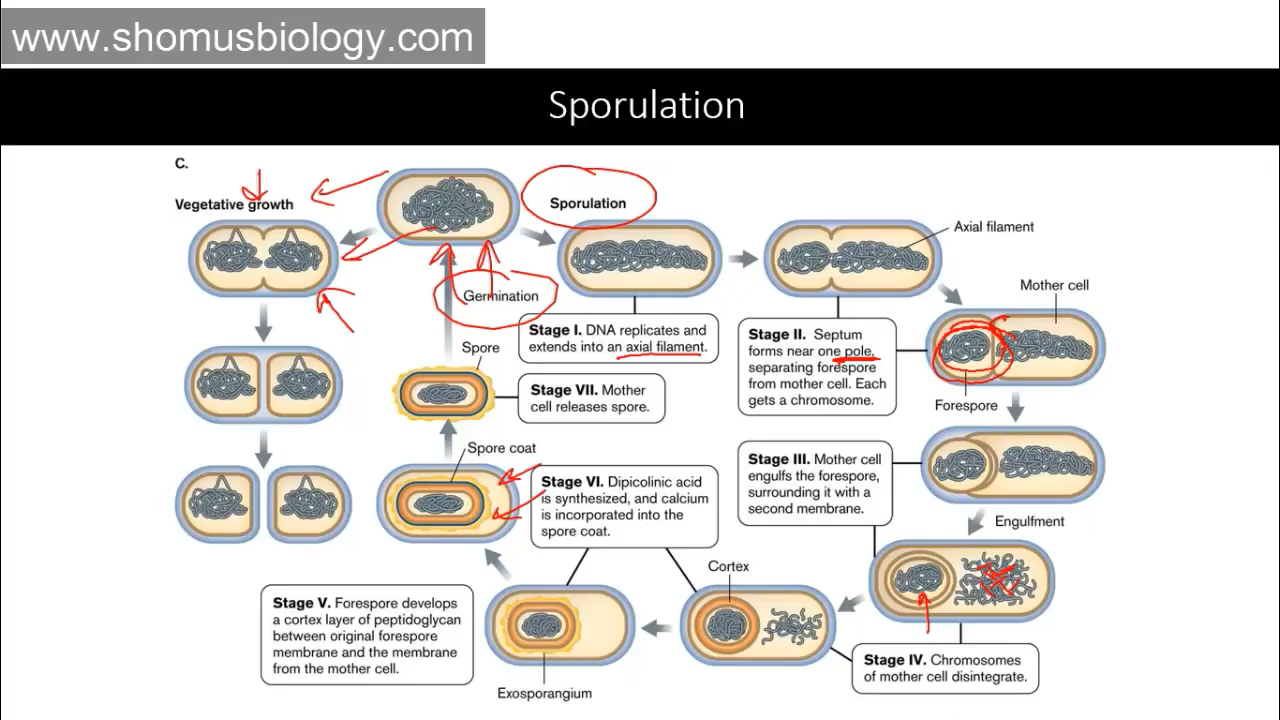 www.shomusbiology.com
Sporulation
C.
Vegetative growth
Sporulation
Axial filament
Mother cell
Germination
Stage I. DNA replicates and
extends into an axial filament.
Stage II. Septum
forms near one pole,
separating forespore
from mother cell. Each
gets a chromosome.
Forespore
Spore
Stage VII. Mother
cell releases spore.
Spore coat
Stage VI. Dipicolinic acid
is synthesized, and calcium
is incorporated into the
spore coat.
Stage III. Mother cell
engulfs the forespore,
surrounding it with a
second membrane.
Engulfment
Cortex
Stage V. Forespore develops
a cortex layer of peptidoglycan
between original forespore
membrane and the membrane
from the mother cell.
Exosporangium
Stage IV. Chromosomes
of mother cell disintegrate.